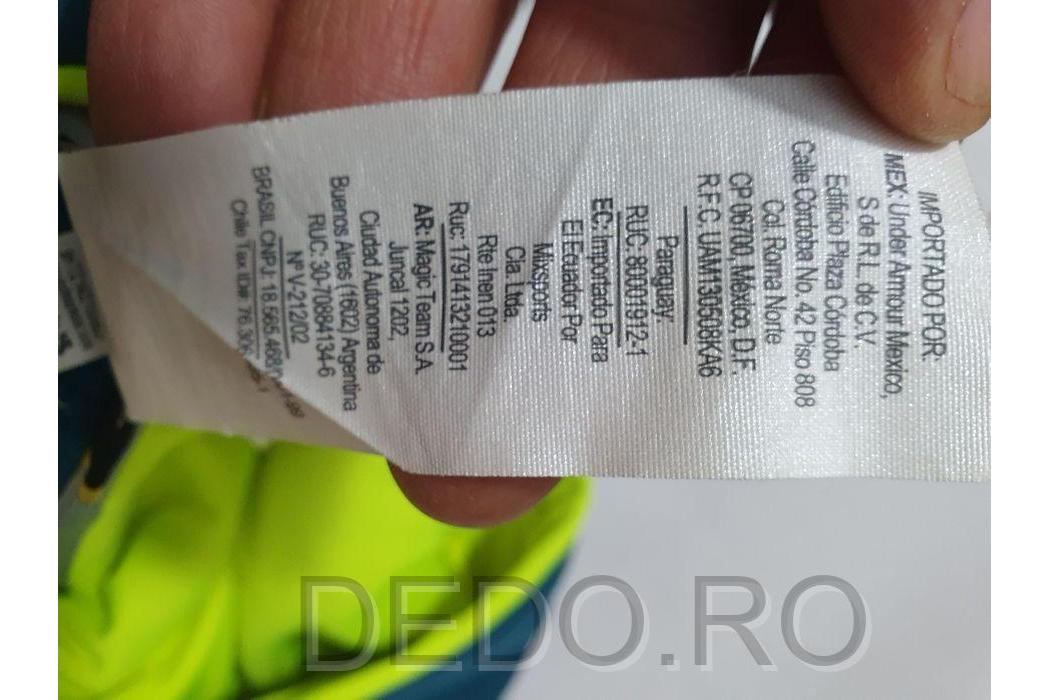 IMPORTADO POR:
MEX: Under Armour Mexico,
S de R.L. de C.V.
Edificio Plaza Córdoba
Calle Córdoba No. 42 Piso 808
Col. Roma Norte
CP 06700, México, D.F.
R.F.C. UAM130508KA6
Paraguay:
RUC: 80001912-1
EC: Importado Para
El Ecuador Por
Mixsports
Cia Ltda.
Rte Inen 013
Ruc: 1791413210001
AR: Magic Team S.A.
Juncal 1202,
Ciudad Autonoma de
Buenos Aires (1602) Argentina
RUC: 30-70884134-6
Nº V-212/02
BRASIL CNPJ: 18.565.468/
Chile Tax ID#: 76.
DEDO.RO